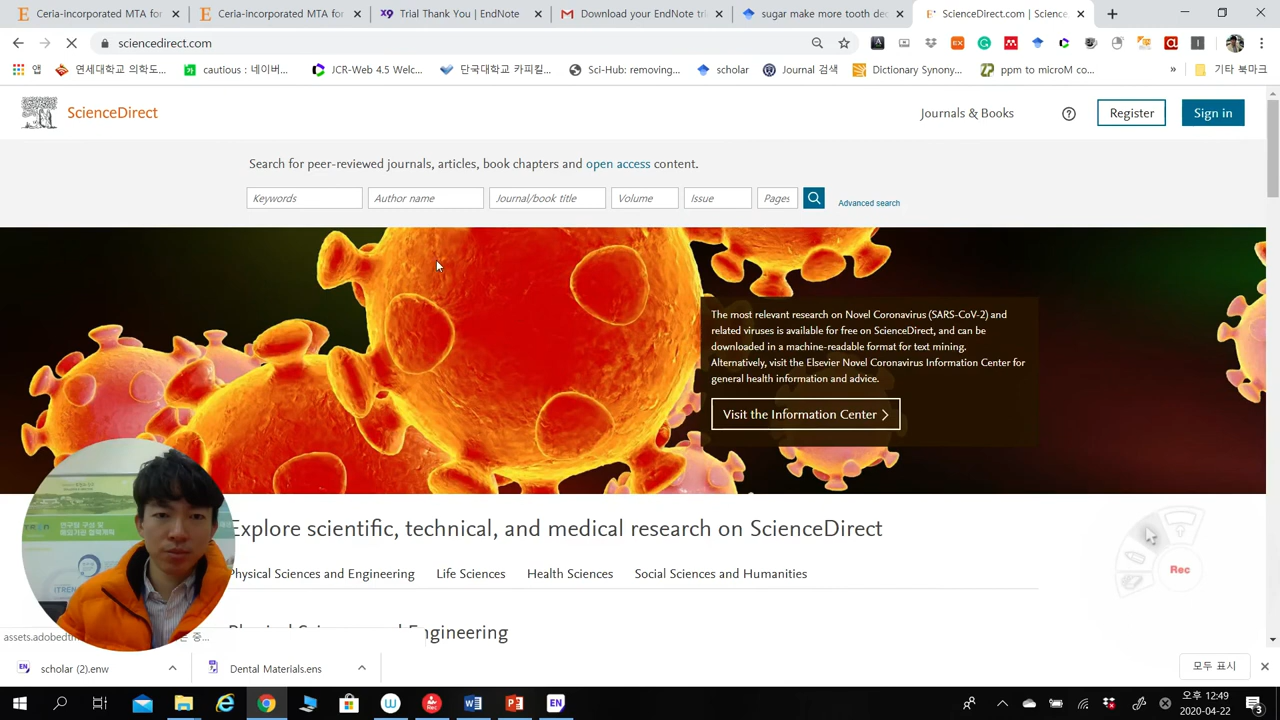 Ceria-incorporated MTA for
Ceria-incorporated MTA for
Trial Thank You | EndNote
Download your EndNote tri
sugar make more tooth dec
ScienceDirect.com | Science,
sciencedirect.com
앱
연세대학교 의학도...
cautious : 네이버...
JCR-Web 4.5 Welc...
단국대학교 카피킬...
Sci-Hub: removing...
scholar
Journal 검색
Dictionary Synony...
ppm to microM co...
»
기타 북마크
ScienceDirect
Journals & Books
Register
Sign in
Search for peer-reviewed journals, articles, book chapters and open access content.
Keywords
Author name
Journal/book title
Volume
Issue
Pages
Advanced search
The most relevant research on Novel Coronavirus (SARS-CoV-2) and
related viruses is available for free on ScienceDirect, and can be
downloaded in a machine-readable format for text mining.
Alternatively, visit the Elsevier Novel Coronavirus Information Center for
general health information and advice.
Visit the Information Center
Explore scientific, technical, and medical research on ScienceDirect
Physical Sciences and Engineering
Life Sciences
Health Sciences
Social Sciences and Humanities
Rec
Engineering
assets.adobedt
scholar (2).enw
Dental Materials.ens
모두 표시
오후 12:49
2020-04-22
3